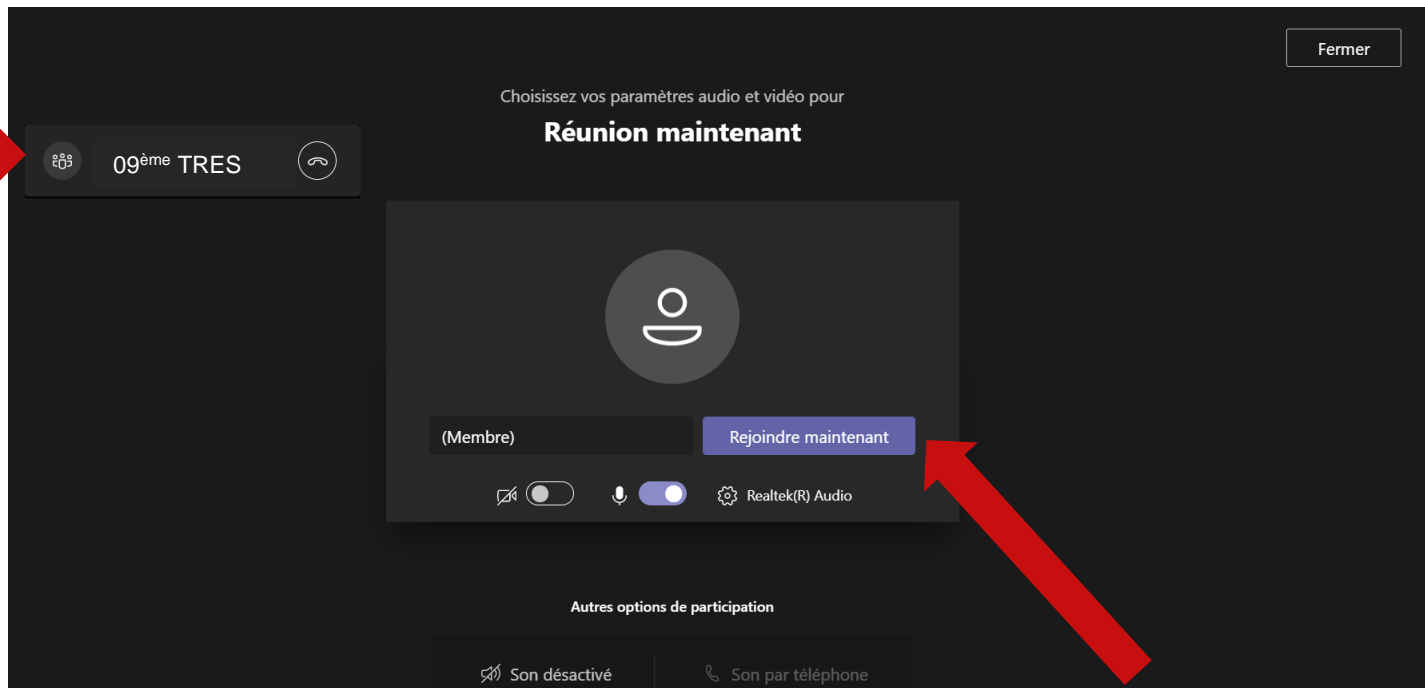 Fermer
Choisissez vos paramètres audio et vidéo pour
Réunion maintenant
09ème TRES
(Membre)
Rejoindre maintenant
Realtek(R) Audio
Autres options de participation
Son désactivé
Son par téléphone